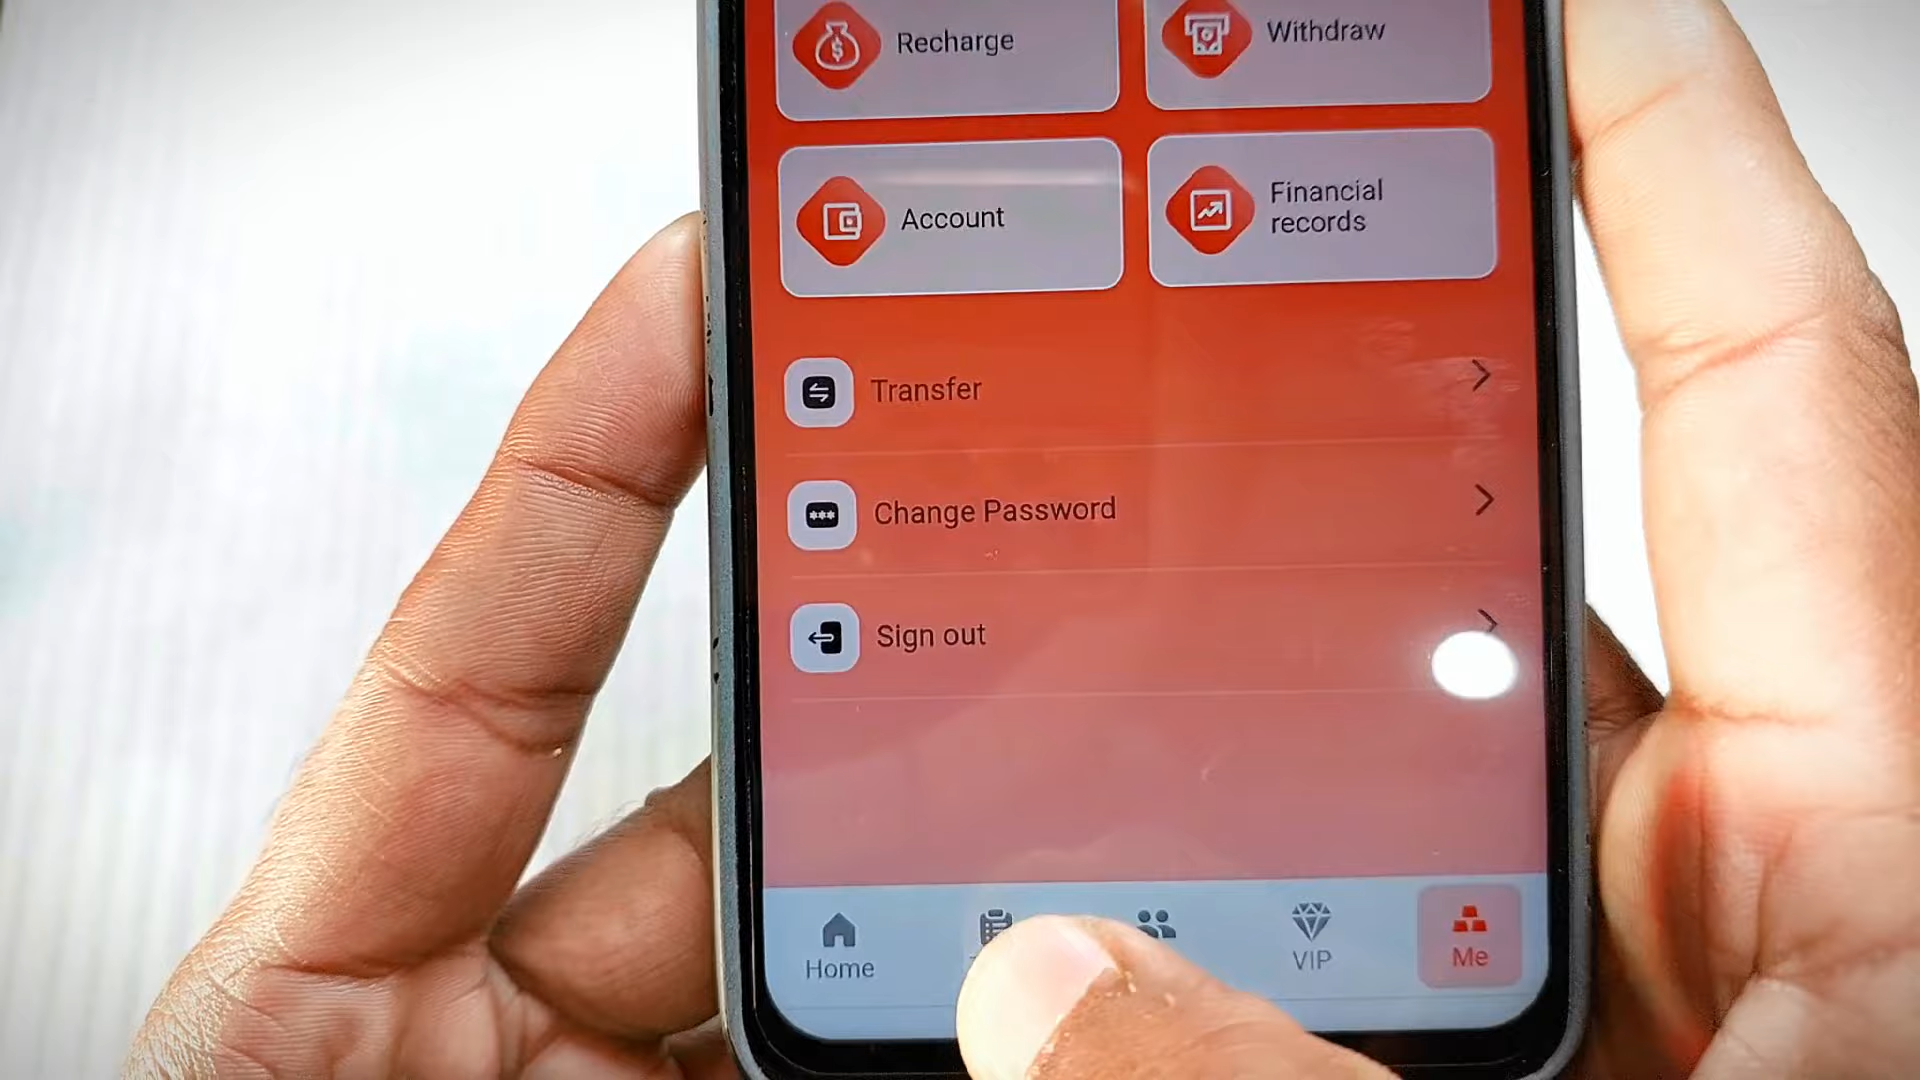 Recharge
Withdraw
Account
Financial
records
Transfer
Change Password
Sign out
Home
VIP
Me